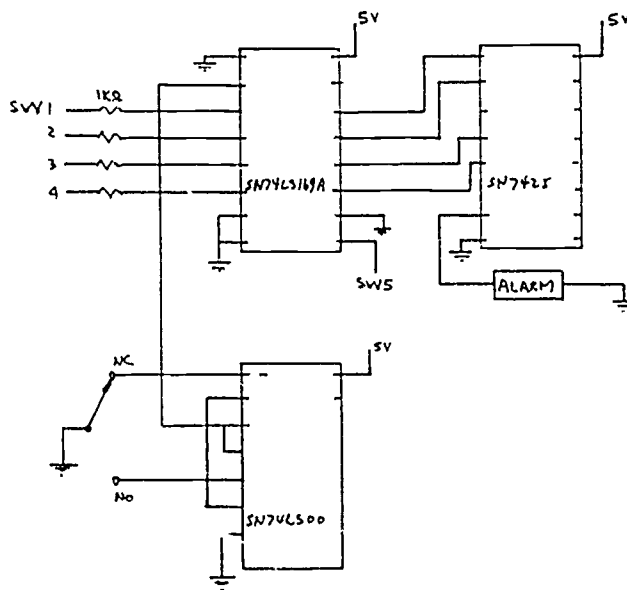 5V
5V
1KΩ
SW1
2
3
4
SN74LS169A
SN7425
SW5
ALARM
NC
5V
NO
SN74LS00